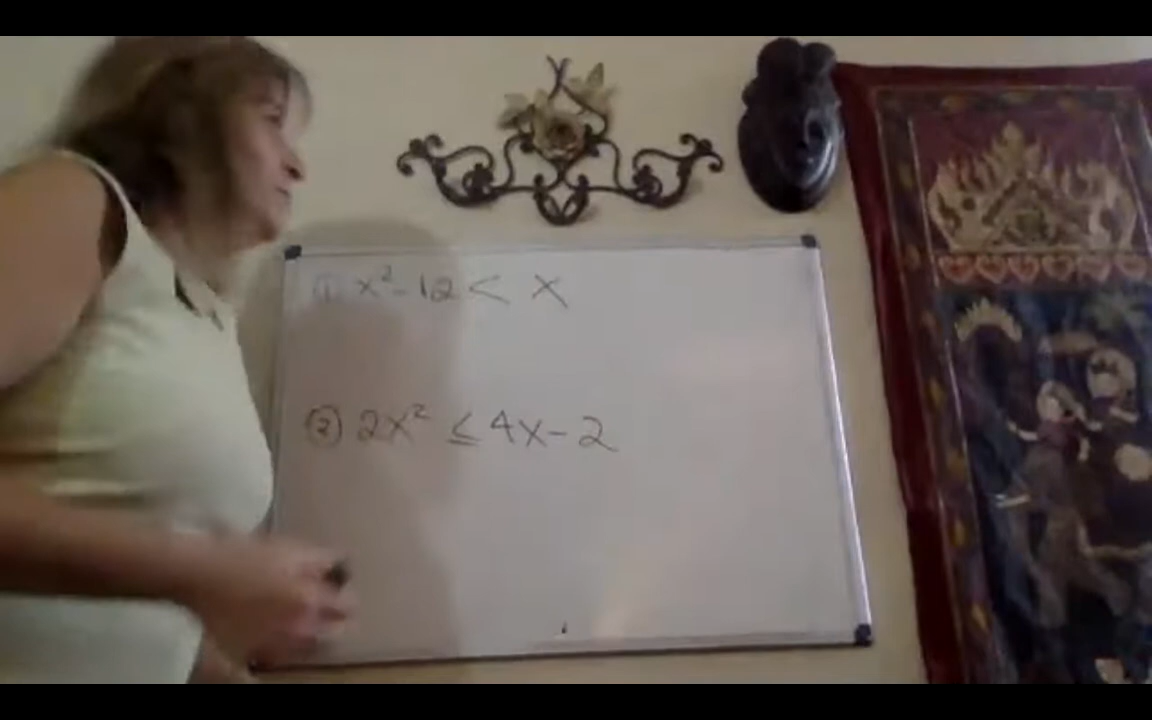 ① x²-12 < x
② 2x² ≤ 4x-2